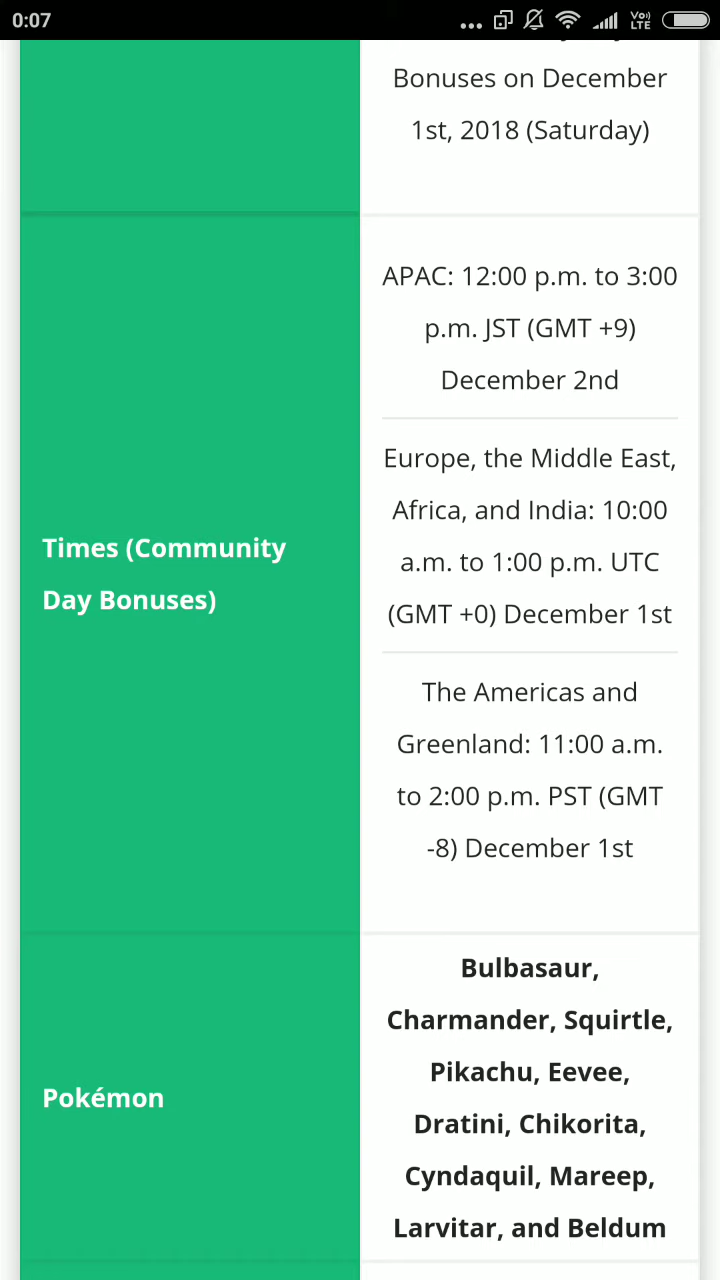 0:07
Vo) LTE
Bonuses on December
1st, 2018 (Saturday)
Times (Community
Day Bonuses)
APAC: 12:00 p.m. to 3:00
p.m. JST (GMT +9)
December 2nd
Europe, the Middle East,
Africa, and India: 10:00
a.m. to 1:00 p.m. UTC
(GMT +0) December 1st
The Americas and
Greenland: 11:00 a.m.
to 2:00 p.m. PST (GMT
-8) December 1st
Pokémon
Bulbasaur,
Charmander, Squirtle,
Pikachu, Eevee,
Dratini, Chikorita,
Cyndaquil, Mareep,
Larvitar, and Beldum